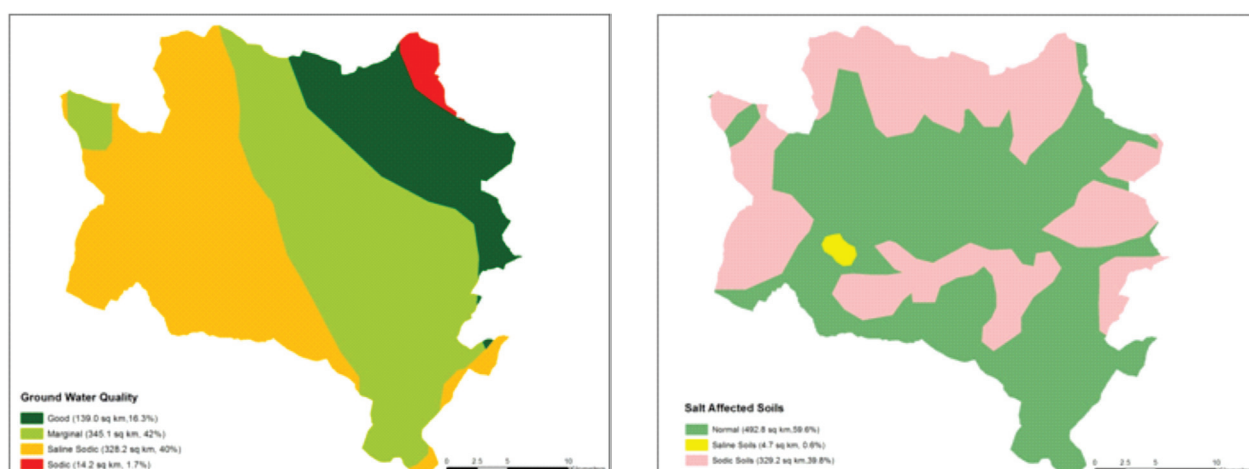 Ground Water Quality
Good (139.0 sq km,16.3%)
Marginal (345.1 sq km, 42%)
Saline Sodic (328.2 sq km, 40%)
Sodic (14.2 sq km, 1.7%)
0 2.5 5 10
Salt Affected Soils
Normal (492.8 sq km,59.6%)
Saline Soils (4.7 sq km, 0.6%)
Sodic Soils (329.2 sq km,39.8%)
0 2.5 5 10